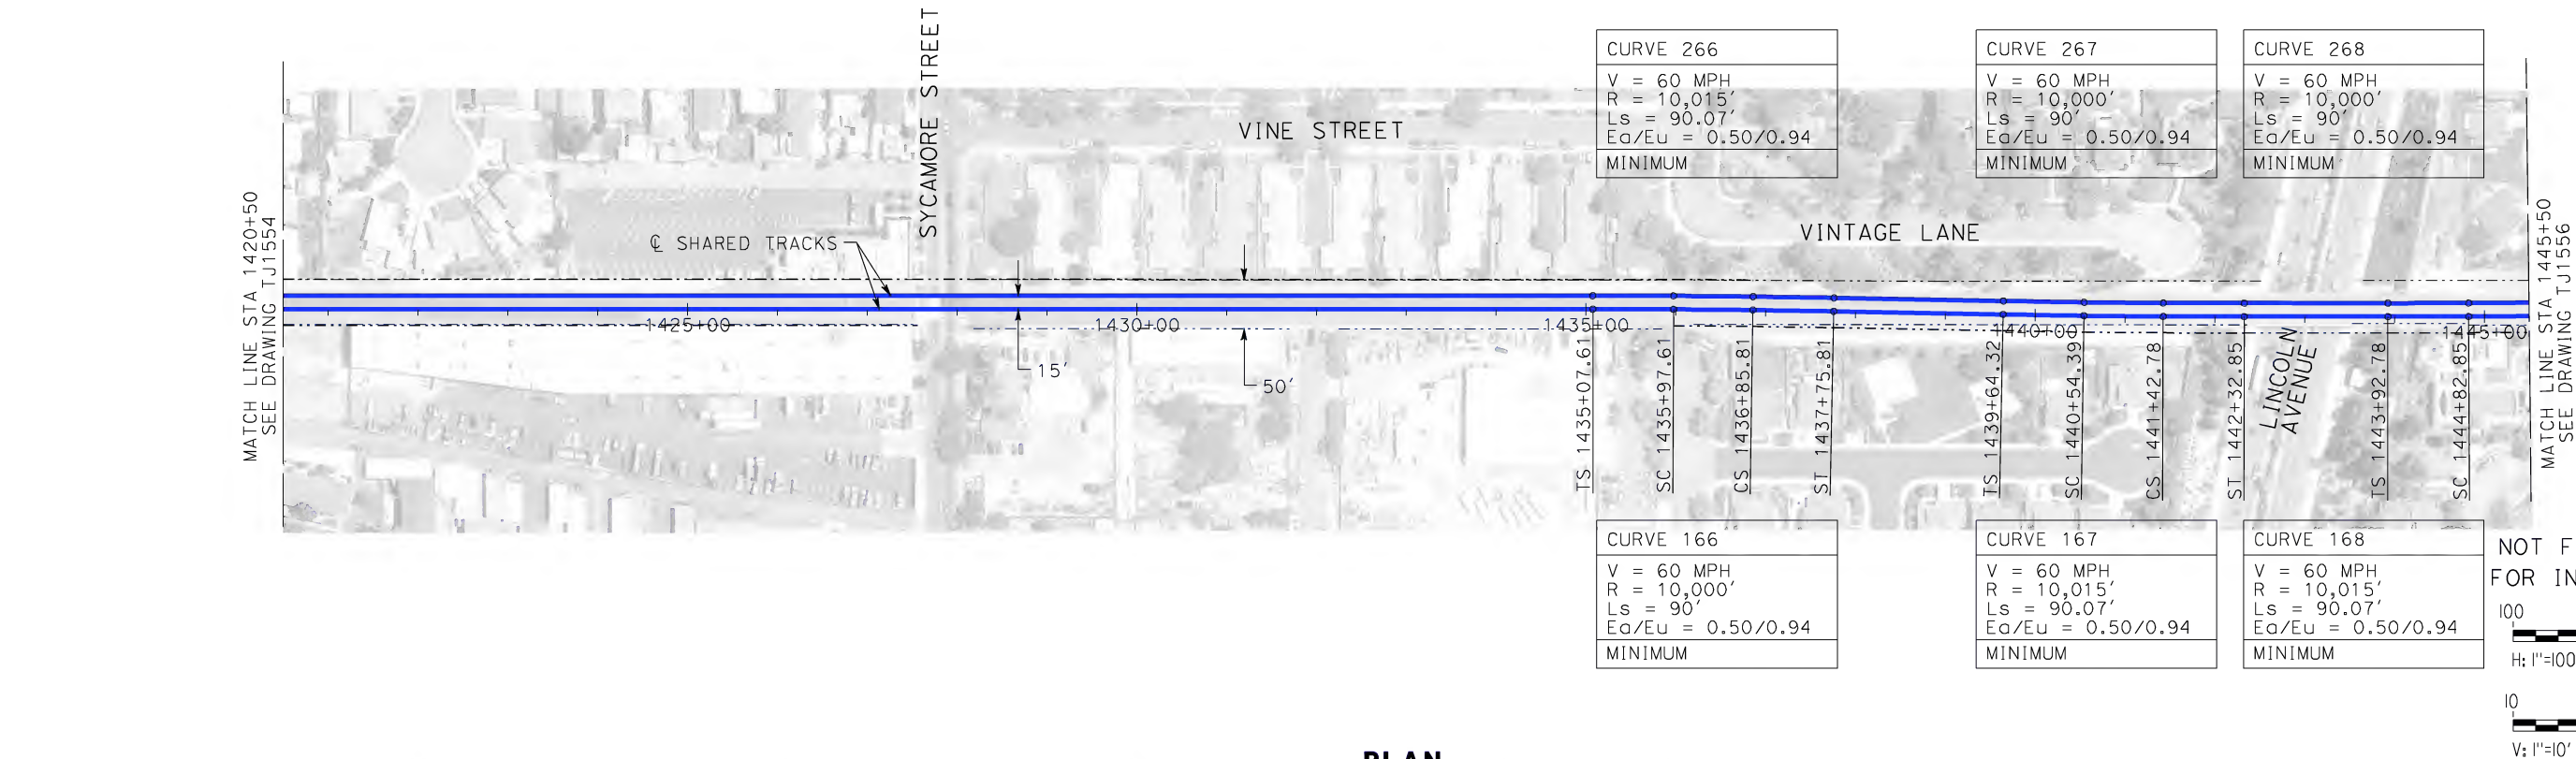 MATCH LINE STA 1420+50
SEE DRAWING TJ1554
SYCAMORE STREET
VINE STREET
VINTAGE LANE
℄ SHARED TRACKS
CURVE 266
V = 60 MPH
R = 10,015'
Ls = 90.07'
Ea/Eu = 0.50/0.94
MINIMUM
CURVE 267
V = 60 MPH
R = 10,000'
Ls = 90'
Ea/Eu = 0.50/0.94
MINIMUM
CURVE 268
V = 60 MPH
R = 10,000'
Ls = 90'
Ea/Eu = 0.50/0.94
MINIMUM
1425+00
1430+00
1435+00
1440+00
1445+00
15'
50'
TS 1435+07.61
SC 1435+97.61
CS 1436+85.81
ST 1437+75.81
TS 1439+64.32
SC 1440+54.39
CS 1441+42.78
ST 1442+32.85
LINCOLN
AVENUE
TS 1443+92.78
SC 1444+82.85
MATCH LINE STA 1445+50
SEE DRAWING TJ1556
CURVE 166
V = 60 MPH
R = 10,000'
Ls = 90'
Ea/Eu = 0.50/0.94
MINIMUM
CURVE 167
V = 60 MPH
R = 10,015'
Ls = 90.07'
Ea/Eu = 0.50/0.94
MINIMUM
CURVE 168
V = 60 MPH
R = 10,015'
Ls = 90.07'
Ea/Eu = 0.50/0.94
MINIMUM
NOT F
FOR IN
100
H: 1"=100
10
V: 1"=10'
PLAN